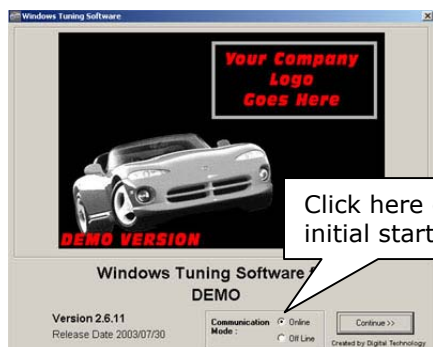 Windows Tuning Software
Your Company
Logo
Goes Here
DEMO VERSION
Click here
initial start
Windows Tuning Software
DEMO
Version 2.6.11
Release Date 2003/07/30
Communication Mode :
Online
Off Line
Continue >>
Created by Digital Technology